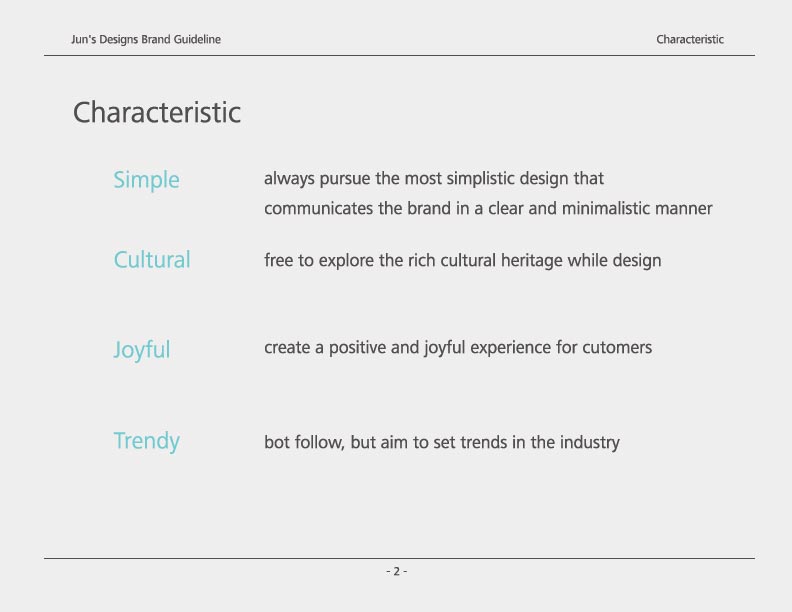 Jun's Designs Brand Guideline
Characteristic
Characteristic
Simple
always pursue the most simplistic design that
communicates the brand in a clear and minimalistic manner
Cultural
free to explore the rich cultural heritage while design
Joyful
create a positive and joyful experience for cutomers
Trendy
bot follow, but aim to set trends in the industry
- 2 -